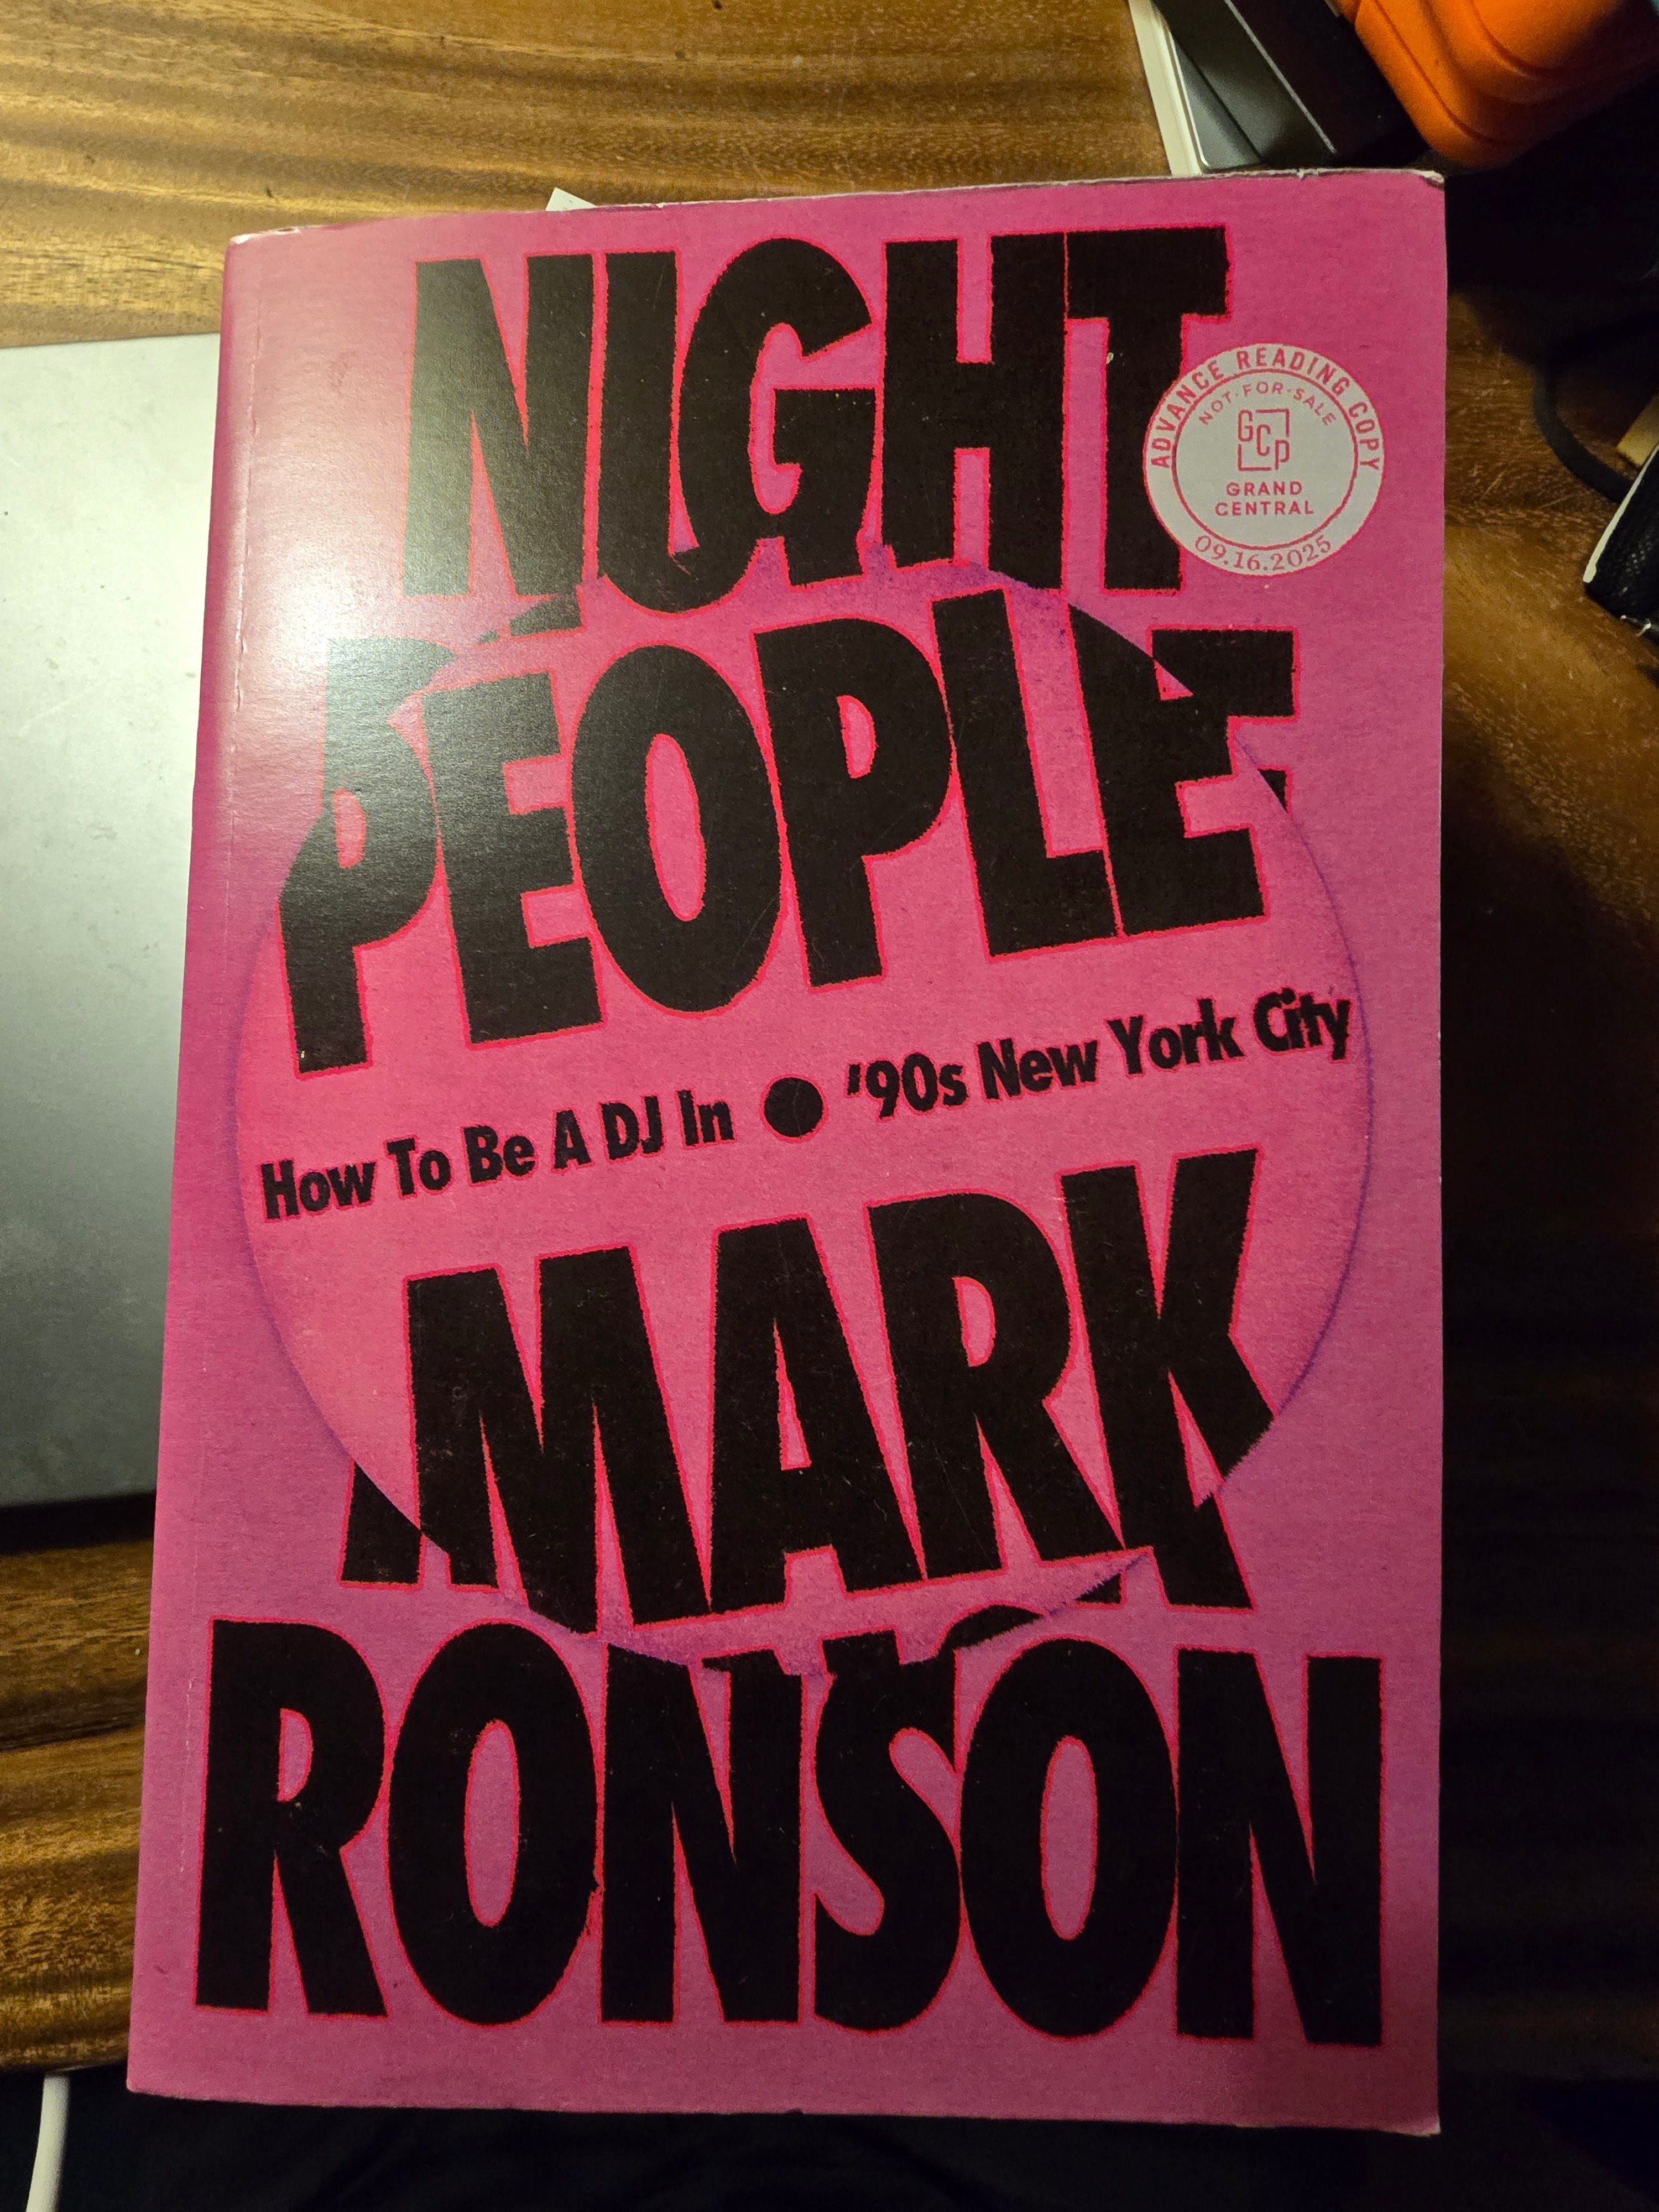 NIGHT
ADVANCE READING COPY
NOT·FOR·SALE
GCP
GRAND
CENTRAL
09.16.2025
PEOPLE
How To Be A DJ In ● '90s New York City
MARK
RONSON